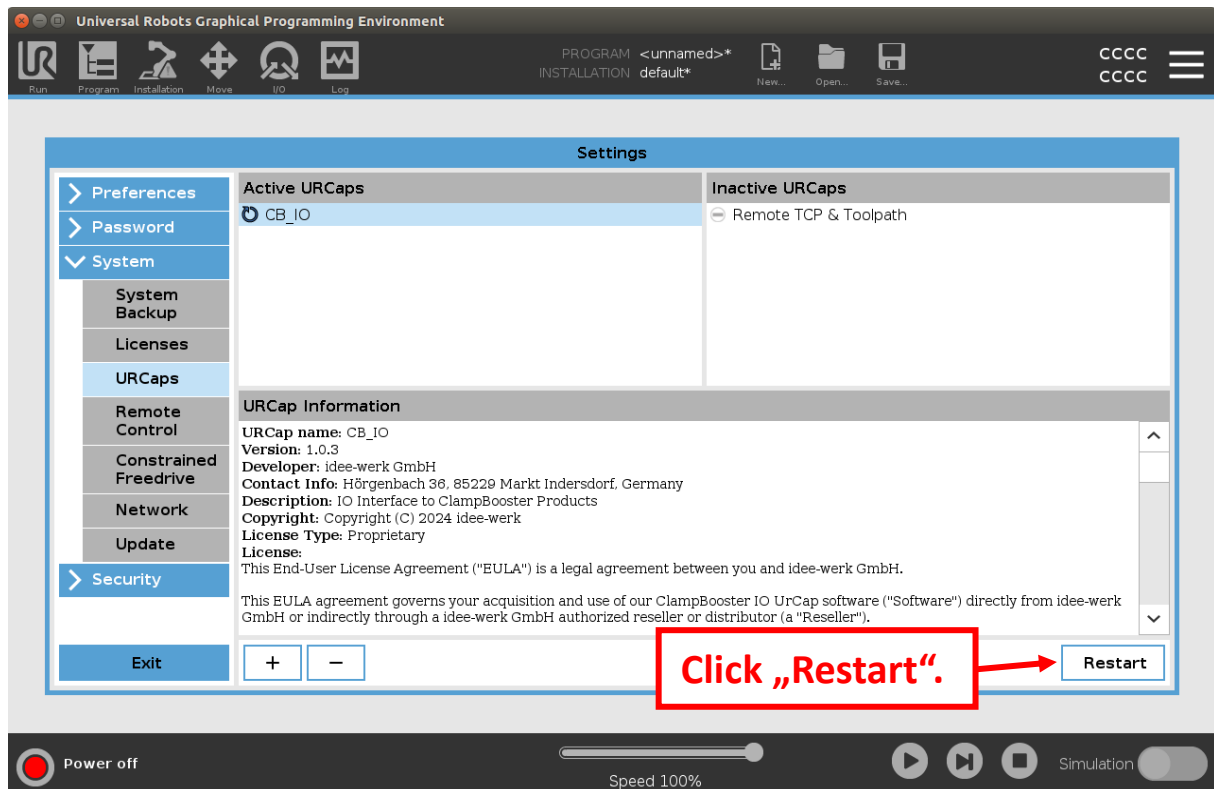 Universal Robots Graphical Programming Environment
UR
Run
Program
Installation
Move
I/O
Log
PROGRAM <unnamed>*
INSTALLATION default*
New...
Open...
Save...
CCCC
CCCC
Settings
Preferences
Password
System
System
Backup
Licenses
URCaps
Remote
Control
Constrained
Freedrive
Network
Update
Security
Exit
Active URCaps
CB_IO
Inactive URCaps
Remote TCP & Toolpath
URCap Information
URCap name: CB_IO
Version: 1.0.3
Developer: idee-werk GmbH
Contact Info: Hörgenbach 36, 85229 Markt Indersdorf, Germany
Description: IO Interface to ClampBooster Products
Copyright: Copyright (C) 2024 idee-werk
License Type: Proprietary
License:
This End-User License Agreement ("EULA") is a legal agreement between you and idee-werk GmbH.
This EULA agreement governs your acquisition and use of our ClampBooster IO UrCap software ("Software") directly from idee-werk
GmbH or indirectly through a idee-werk GmbH authorized reseller or distributor (a "Reseller").
+
−
Click „Restart“.
Restart
Power off
Speed 100%
Simulation